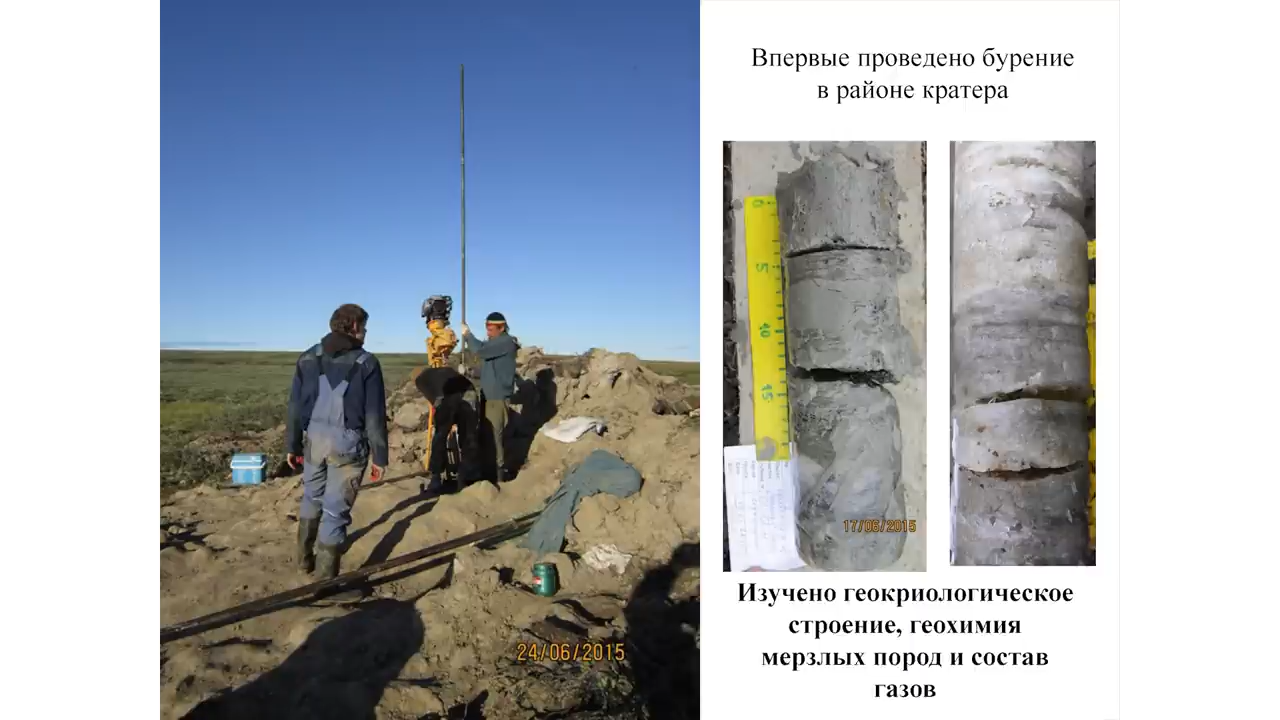 Впервые проведено бурение
в районе кратера
0
5
10
15
17/06/2015
24/06/2015
Изучено геокриологическое
строение, геохимия
мерзлых пород и состав
газов